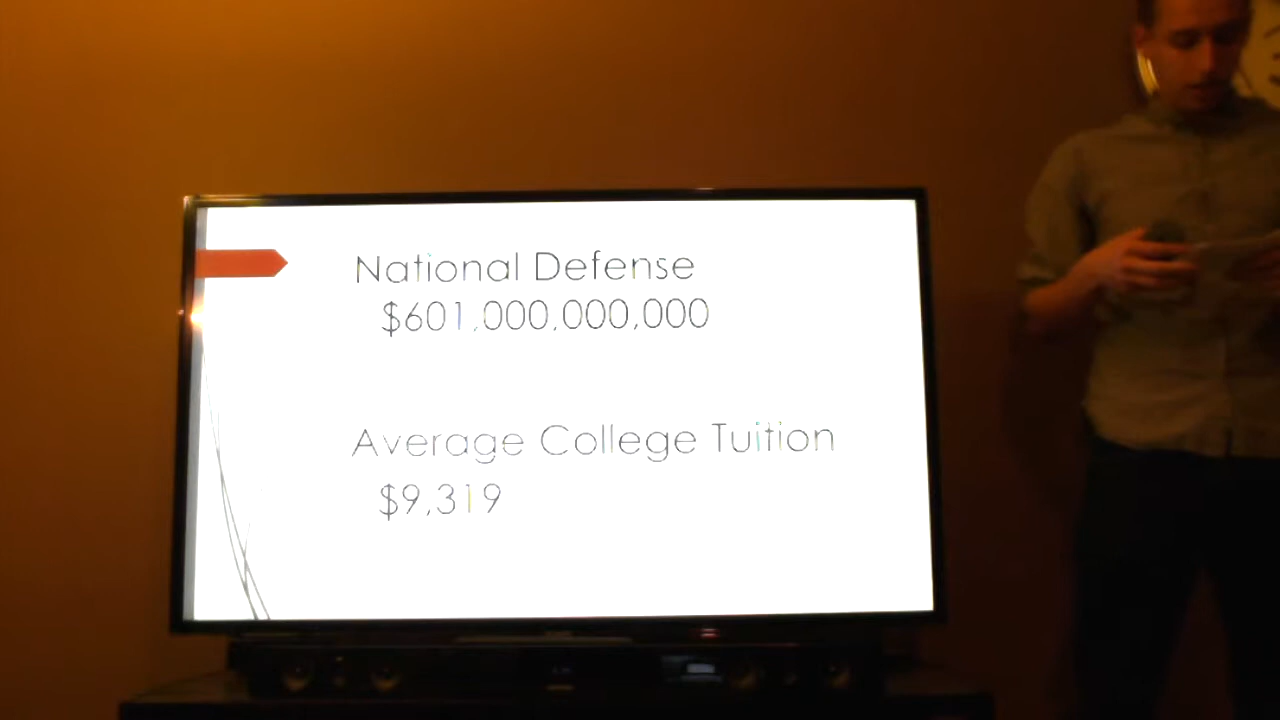 National Defense
$601,000,000,000
Average College Tuition
$9,319